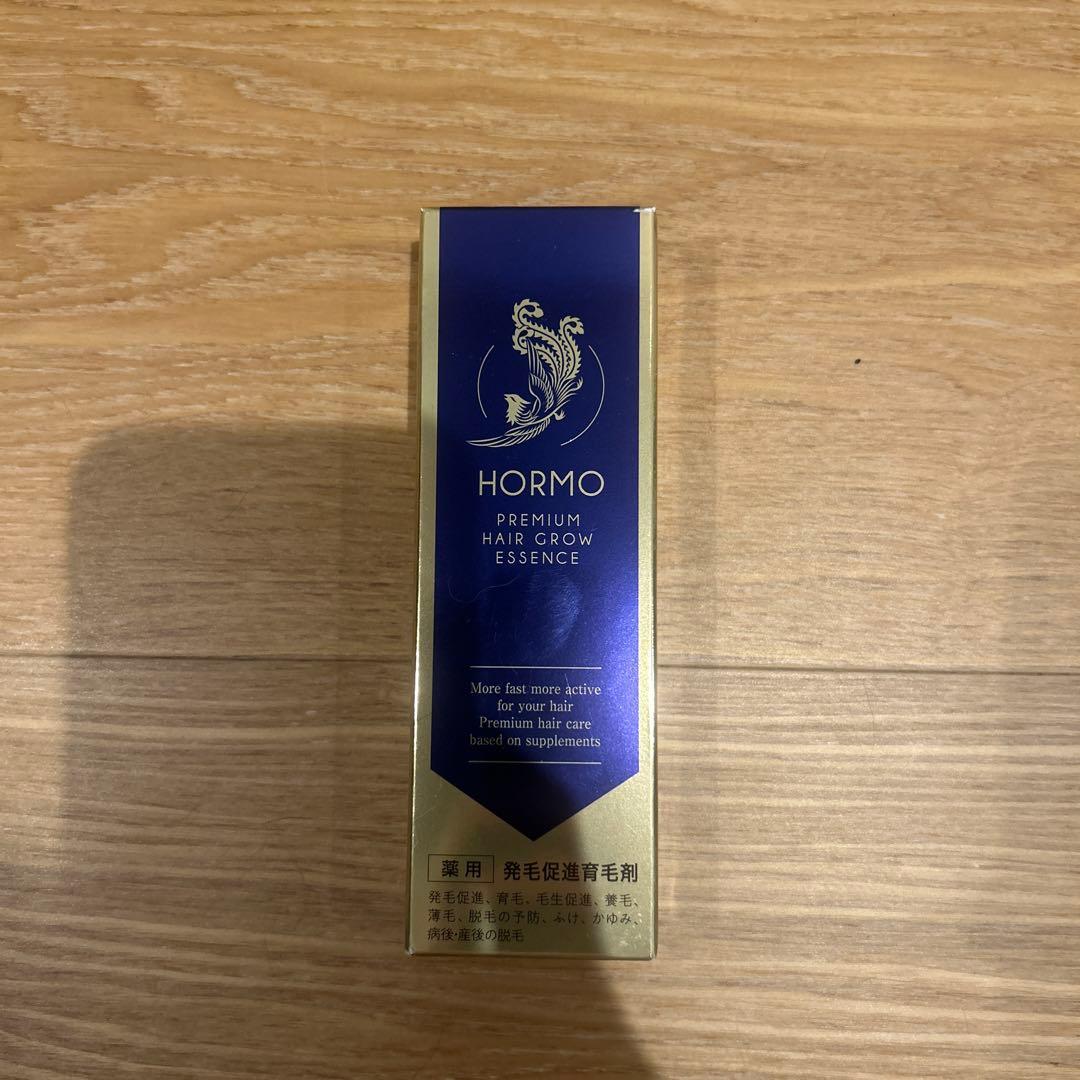 HORMO
PREMIUM
HAIR GROW
ESSENCE
More fast more active
for your hair
Premium hair care
based on supplements
薬用 発毛促進育毛剤
発毛促進、育毛、毛生促進、養毛、
薄毛、脱毛の予防、ふけ、かゆみ、
病後・産後の脱毛